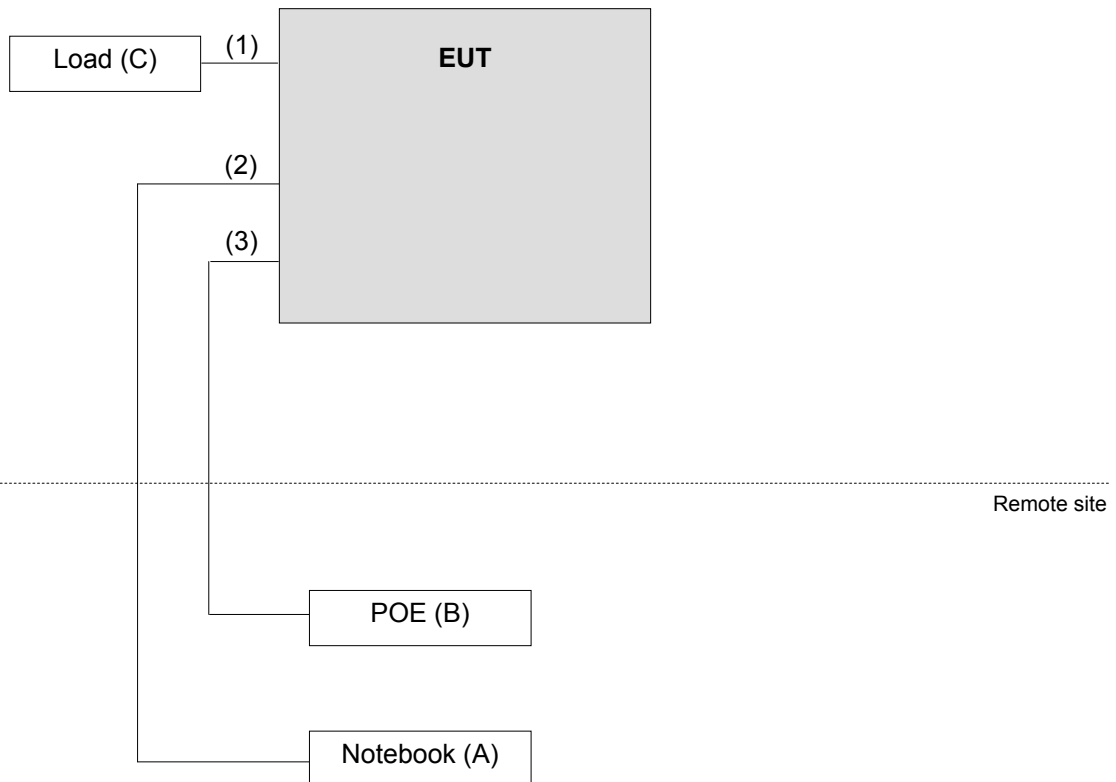 Load (C)
(1)
EUT
(2)
(3)
Remote site
POE (B)
Notebook (A)